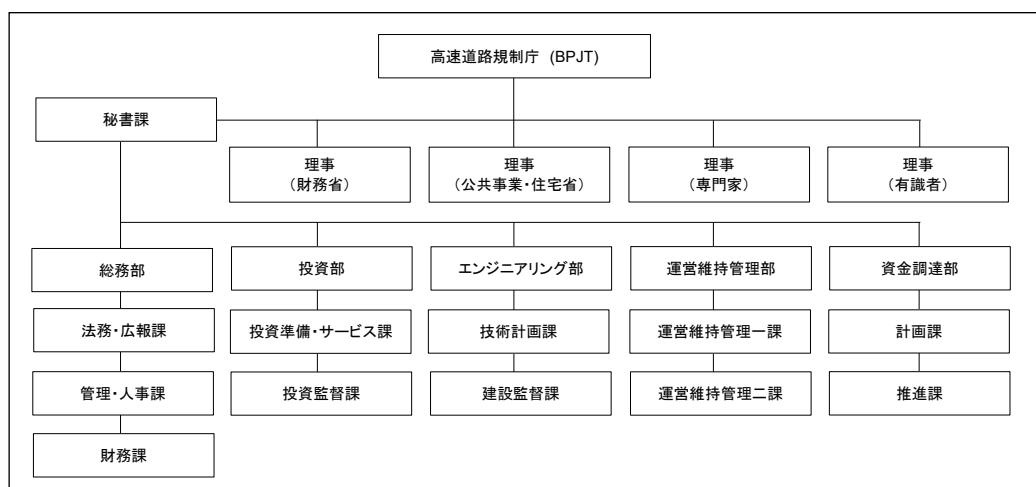 高速道路規制庁 (BPJT)
秘書課
理事
（財務省）
理事
（公共事業・住宅省）
理事
（専門家）
理事
（有識者）
総務部
投資部
エンジニアリング部
運営維持管理部
資金調達部
法務・広報課
投資準備・サービス課
技術計画課
運営維持管理一課
計画課
管理・人事課
投資監督課
建設監督課
運営維持管理二課
推進課
財務課